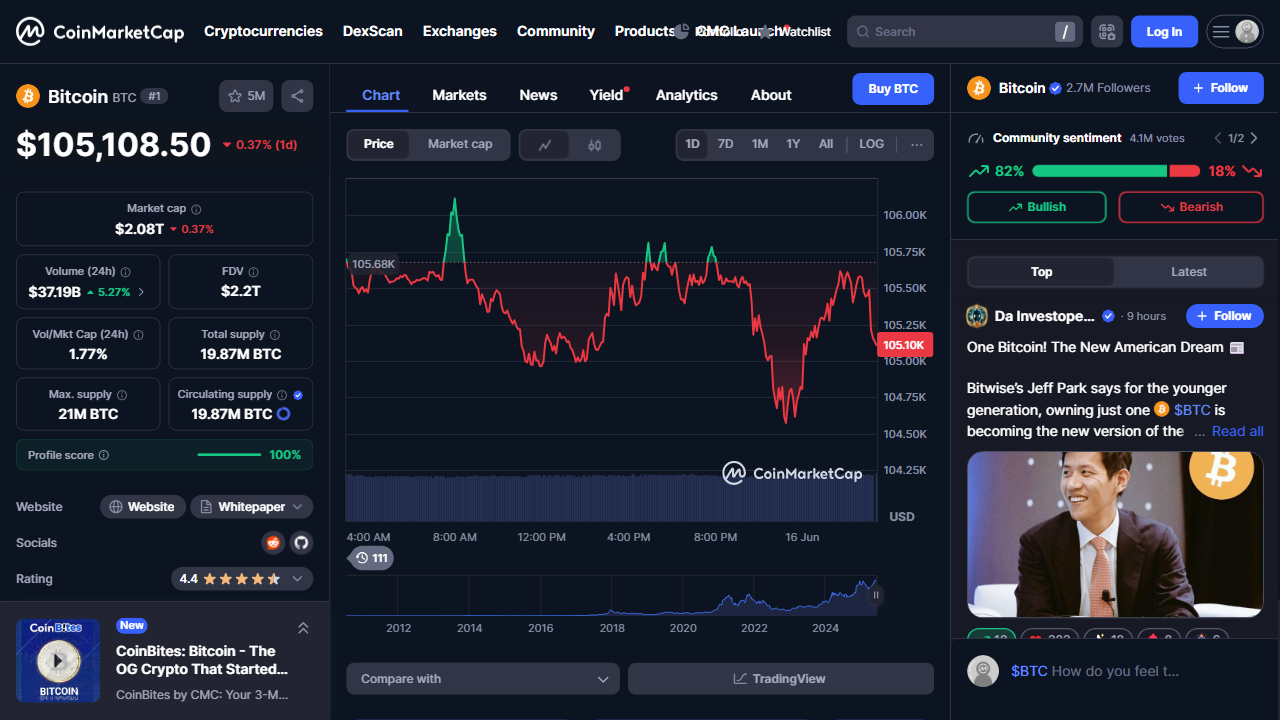 CoinMarketCap
Cryptocurrencies
DexScan
Exchanges
Community
Products
CMC Launch
Watchlist
Search
/
Log In
Bitcoin BTC #1
5M
$105,108.50
0.37% (1d)
Market cap
$2.08T 0.37%
Volume (24h)
$37.19B 5.27%
FDV
$2.2T
Vol/Mkt Cap (24h)
1.77%
Total supply
19.87M BTC
Max. supply
21M BTC
Circulating supply
19.87M BTC
Profile score
100%
Website
Website
Whitepaper
Socials
Rating
4.4
CoinBites
BITCOIN
New
CoinBites: Bitcoin - The
OG Crypto That Started...
CoinBites by CMC: Your 3-M...
Chart
Markets
News
Yield
Analytics
About
Buy BTC
Price
Market cap
1D
7D
1M
1Y
All
LOG
...
105.68K
106.00K
105.75K
105.50K
105.25K
105.10K
105.00K
104.75K
104.50K
104.25K
CoinMarketCap
USD
4:00 AM
8:00 AM
12:00 PM
4:00 PM
8:00 PM
16 Jun
111
2012
2014
2016
2018
2020
2022
2024
Compare with
TradingView
Bitcoin 2.7M Followers
+ Follow
Community sentiment 4.1M votes
1/2
82%
18%
Bullish
Bearish
Top
Latest
Da Investope... · 9 hours
+ Follow
One Bitcoin! The New American Dream
Bitwise's Jeff Park says for the younger
generation, owning just one $BTC is
becoming the new version of the ... Read all
$BTC How do you feel t...